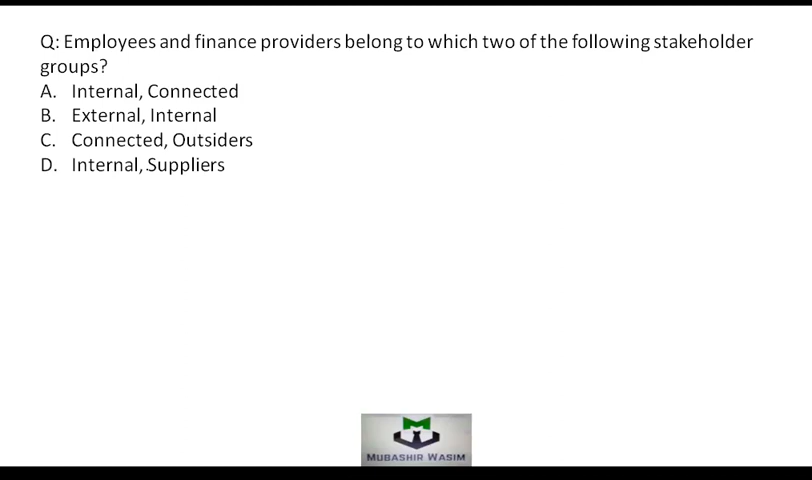 Q: Employees and finance providers belong to which two of the following stakeholder
groups?
A. Internal, Connected
B. External, Internal
C. Connected, Outsiders
D. Internal, Suppliers
MUBASHIR WASIM